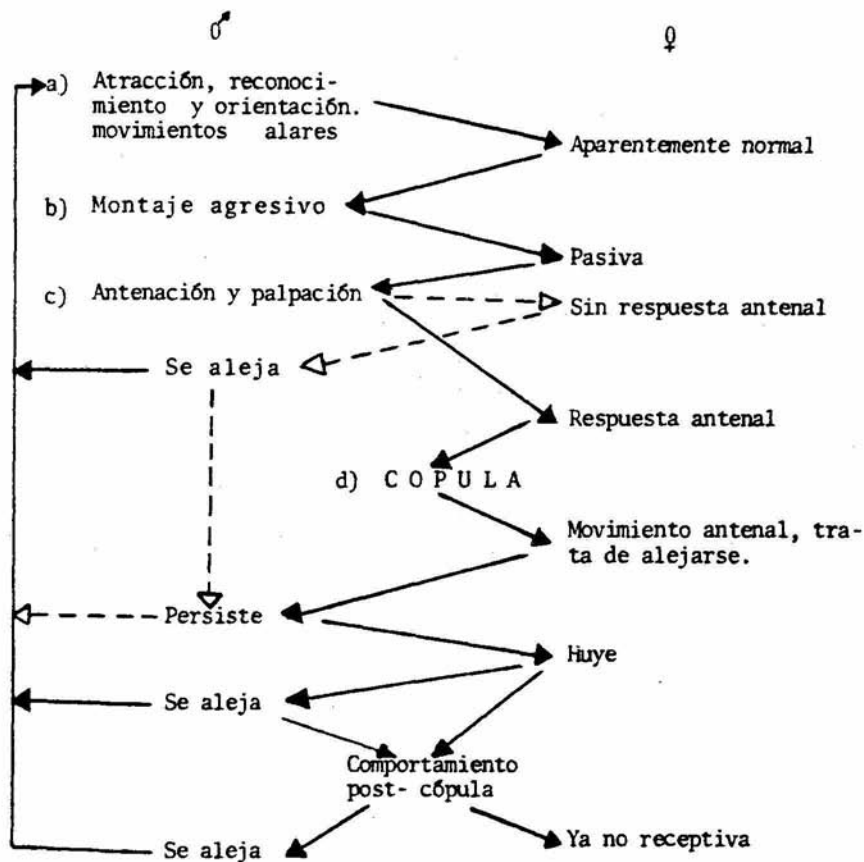 ♂ ♀
a) Atracción, reconoci-
miento y orientación.
movimientos alares
Aparentemente normal
b) Montaje agresivo
Pasiva
c) Antenación y palpación
Sin respuesta antenal
Se aleja
Respuesta antenal
d) C O P U L A
Movimiento antenal, tra-
ta de alejarse.
Persiste
Huye
Se aleja
Comportamiento
post- cópula
Ya no receptiva
Se aleja